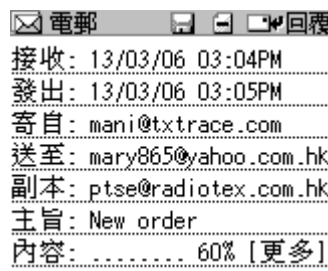 電郵 回覆
接收: 13/03/06 03:04PM
發出: 13/03/06 03:05PM
寄自: mani@txtrace.com
送至: mary865@yahoo.com.hk
副本: ptse@radiotex.com.hk
主旨: New order
內容: ........ 60% [更多]